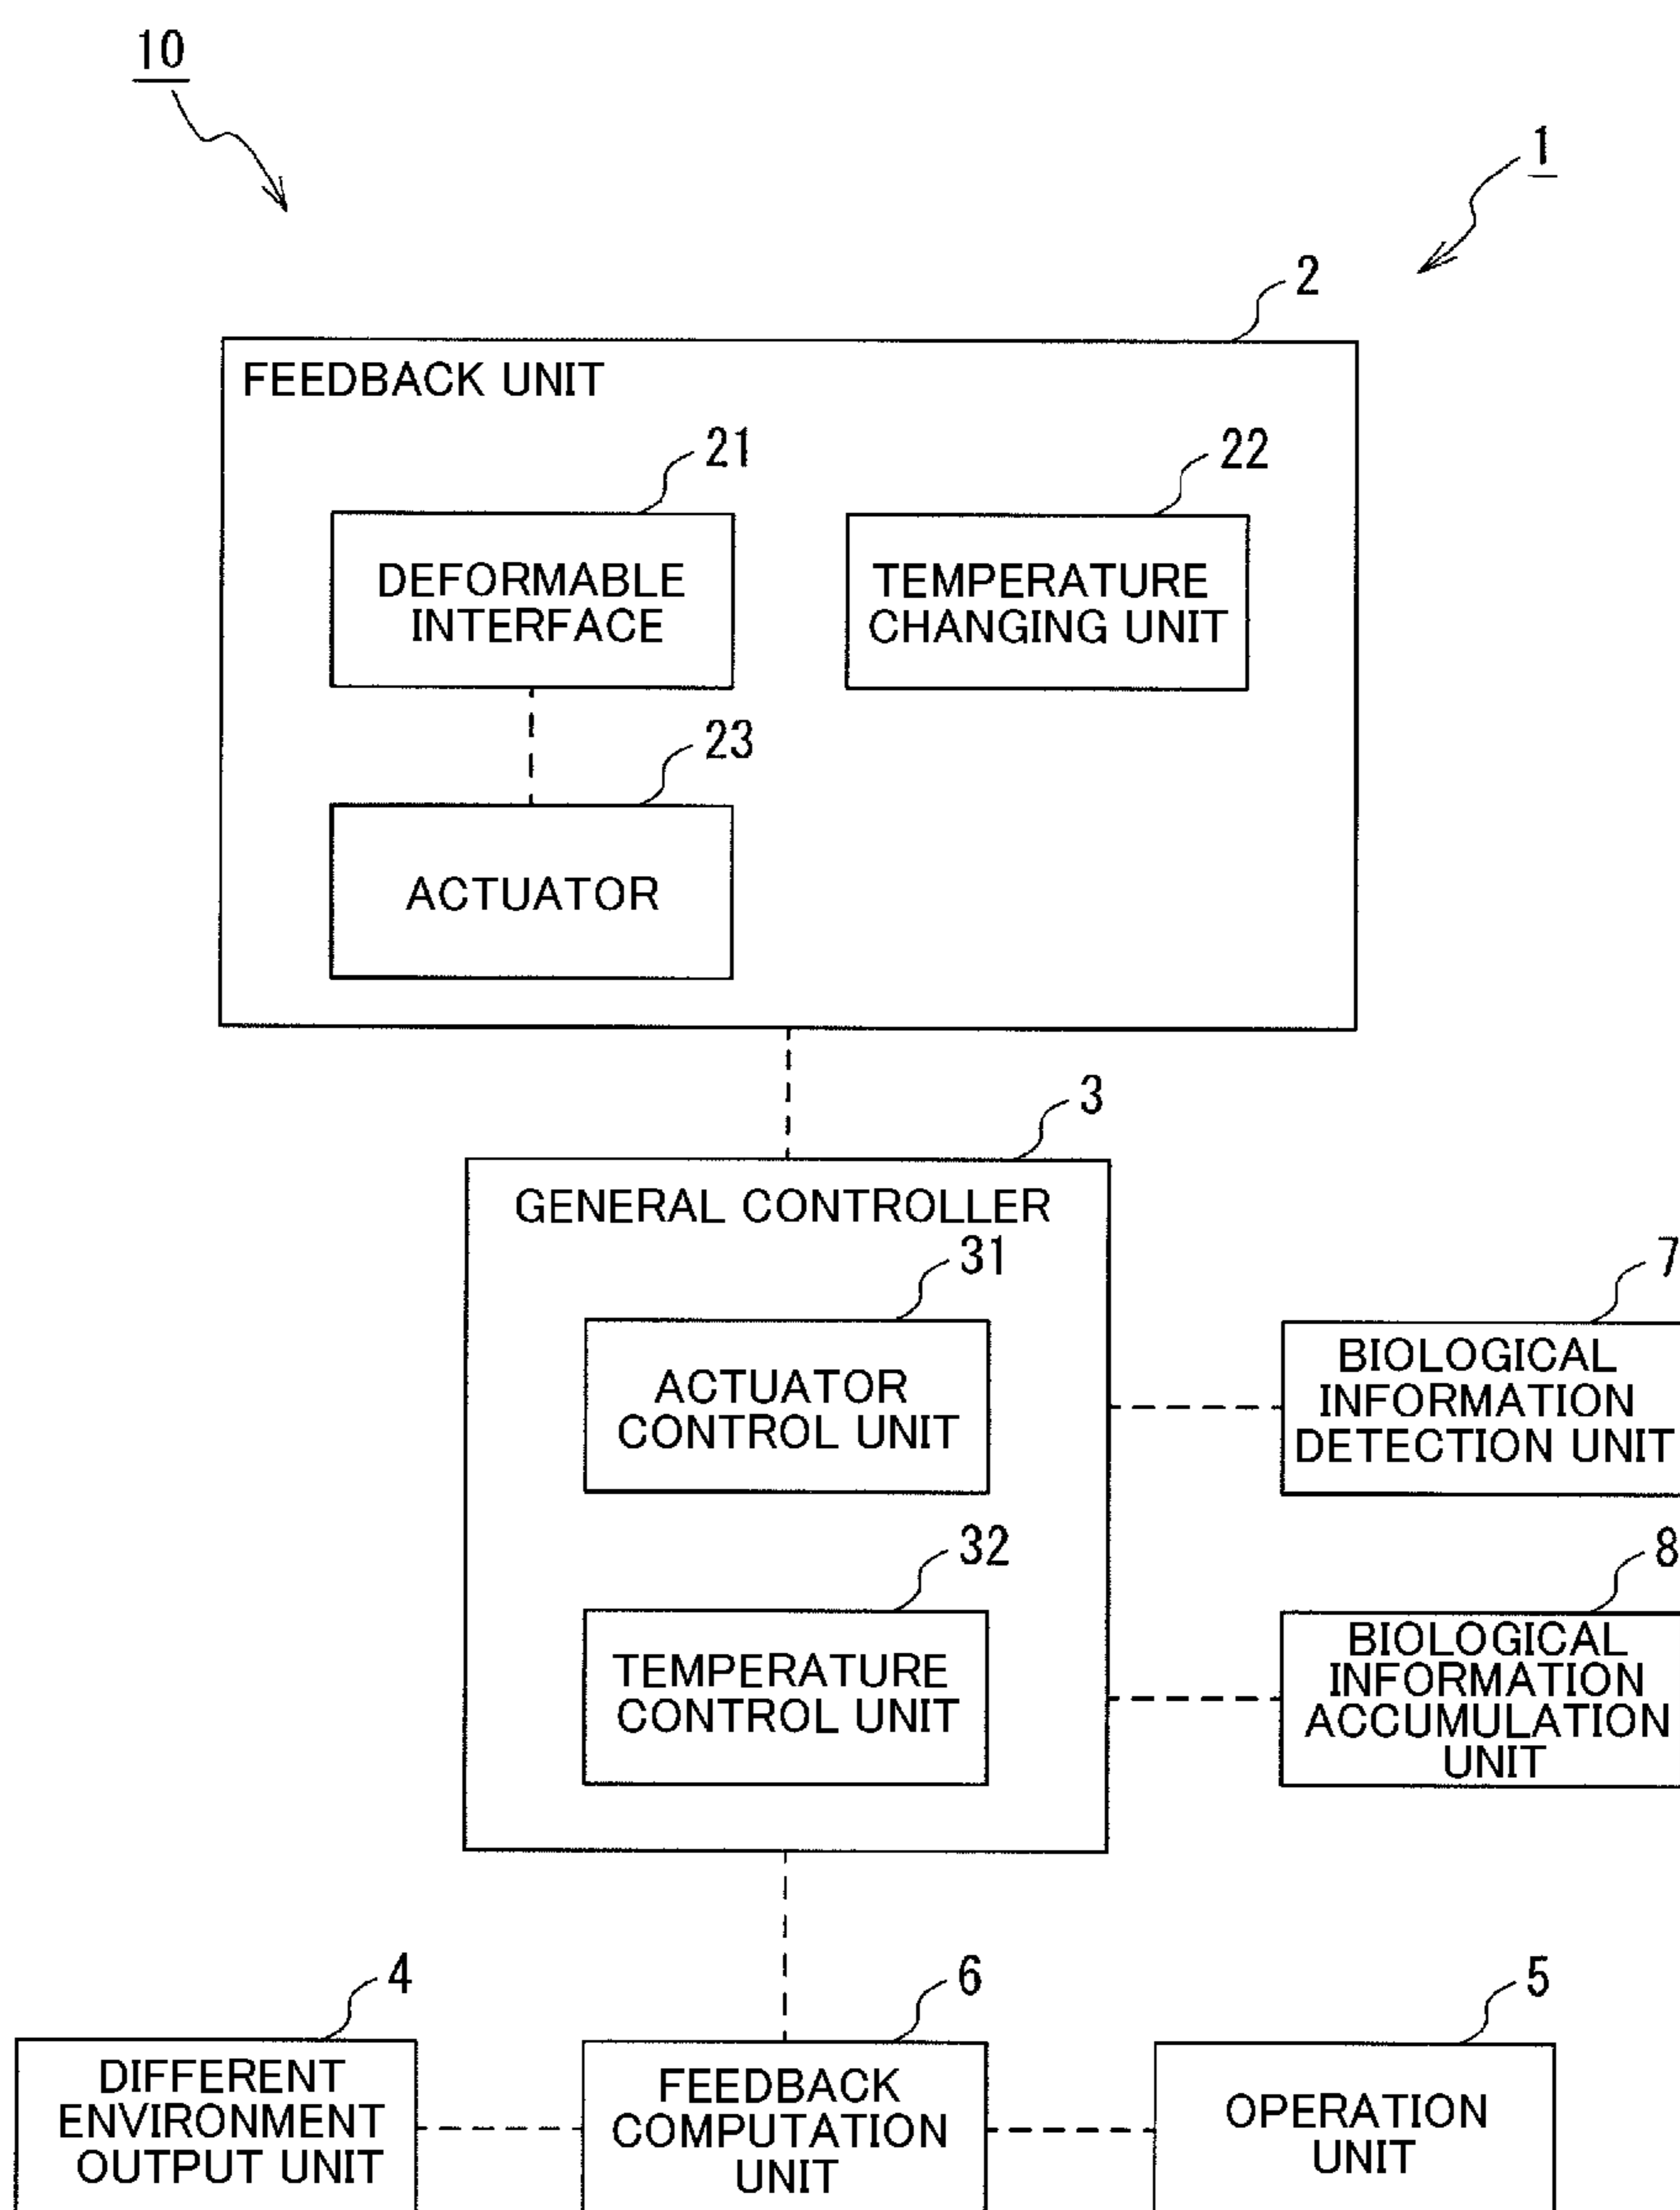 10
1
2
FEEDBACK UNIT
21
22
DEFORMABLE
INTERFACE
TEMPERATURE
CHANGING UNIT
23
ACTUATOR
3
GENERAL CONTROLLER
31
7
ACTUATOR
CONTROL UNIT
BIOLOGICAL
INFORMATION
DETECTION UNIT
32
8
TEMPERATURE
CONTROL UNIT
BIOLOGICAL
INFORMATION
ACCUMULATION
UNIT
4
6
5
DIFFERENT
ENVIRONMENT
OUTPUT UNIT
FEEDBACK
COMPUTATION
UNIT
OPERATION
UNIT